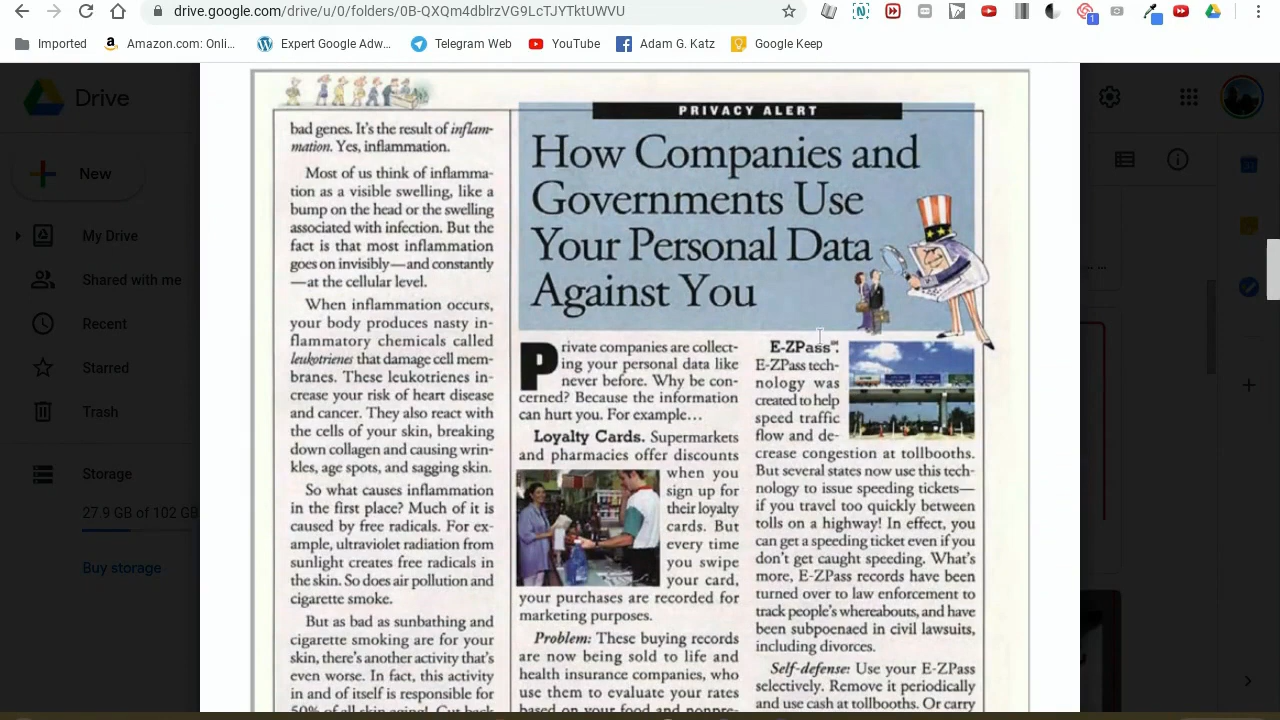 drive.google.com/drive/u/0/folders/0B-QXQm4dblrzVG9LcTJYTktUWVU
Imported
Amazon.com: Onli...
Expert Google Adw...
Telegram Web
YouTube
Adam G. Katz
Google Keep
Drive
New
My Drive
Shared with me
Recent
Starred
Trash
Storage
27.9 GB of 102 GB
Buy storage
bad genes. It's the result of inflam-
mation. Yes, inflammation.
Most of us think of inflamma-
tion as a visible swelling, like a
bump on the head or the swelling
associated with infection. But the
fact is that most inflammation
goes on invisibly—and constantly
—at the cellular level.
When inflammation occurs,
your body produces nasty in-
flammatory chemicals called
leukotrienes that damage cell mem-
branes. These leukotrienes in-
crease your risk of heart disease
and cancer. They also react with
the cells of your skin, breaking
down collagen and causing wrin-
kles, age spots, and sagging skin.
So what causes inflammation
in the first place? Much of it is
caused by free radicals. For ex-
ample, ultraviolet radiation from
sunlight creates free radicals in
the skin. So does air pollution and
cigarette smoke.
But as bad as sunbathing and
cigarette smoking are for your
skin, there's another activity that's
even worse. In fact, this activity
in and of itself is responsible for
50% of all skin aging! Cut back
PRIVACY ALERT
How Companies and
Governments Use
Your Personal Data
Against You
Private companies are collect-
ing your personal data like
never before. Why be con-
cerned? Because the information
can hurt you. For example...
Loyalty Cards. Supermarkets
and pharmacies offer discounts
when you
sign up for
their loyalty
cards. But
every time
you swipe
your card,
your purchases are recorded for
marketing purposes.
Problem: These buying records
are now being sold to life and
health insurance companies, who
use them to evaluate your rates
based on your food and nonpre-
E-ZPass℠.
E-ZPass tech-
nology was
created to help
speed traffic
flow and de-
crease congestion at tollbooths.
But several states now use this tech-
nology to issue speeding tickets—
if you travel too quickly between
tolls on a highway! In effect, you
can get a speeding ticket even if you
don't get caught speeding. What's
more, E-ZPass records have been
turned over to law enforcement to
track people's whereabouts, and have
been subpoenaed in civil lawsuits,
including divorces.
Self-defense: Use your E-ZPass
selectively. Remove it periodically
and use cash at tollbooths. Or carry